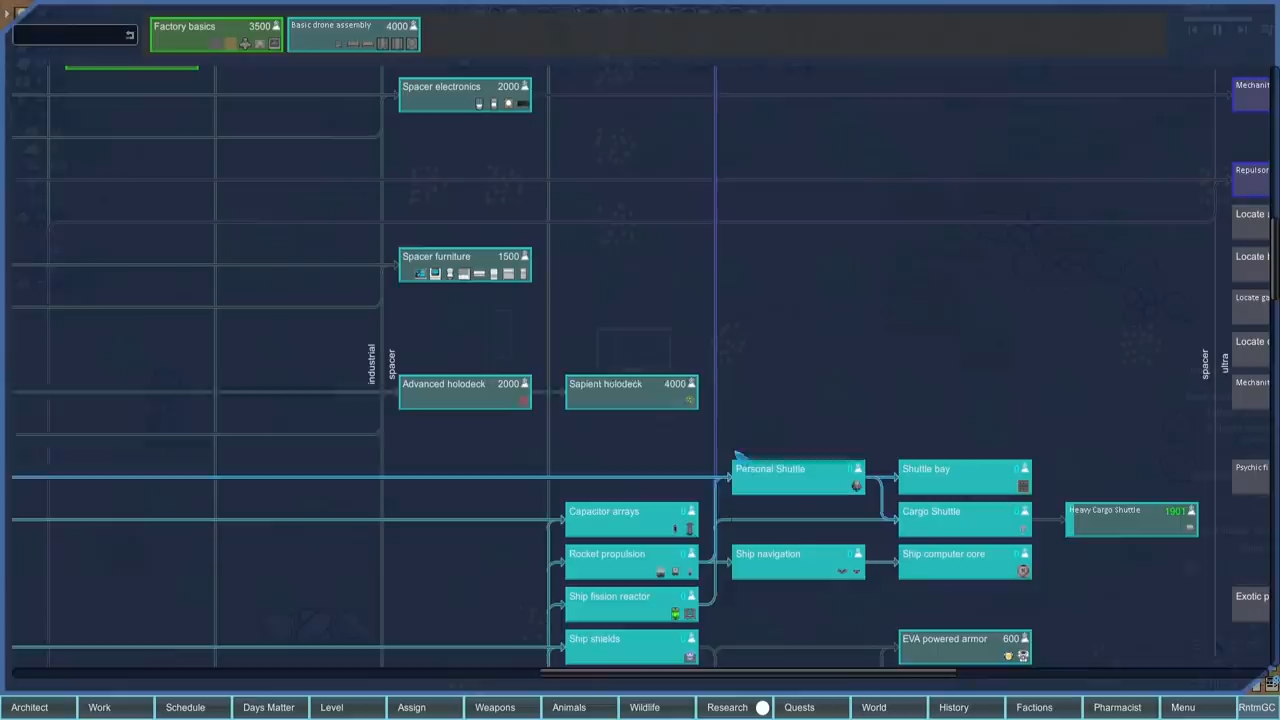 Factory basics 3500
Basic drone assembly 4000
Spacer electronics 2000
Mechanit
Repulsor
Locate
Spacer furniture 1500
Locate
Locate ga
industrial
spacer
spacer
ultra
Locate
Advanced holodeck 2000
Sapient holodeck 4000
Mechanit
Personal Shuttle 0
Shuttle bay 0
Psychic fi
Capacitor arrays 0
Cargo Shuttle 0
Heavy Cargo Shuttle 1901
Rocket propulsion 0
Ship navigation 0
Ship computer core 0
Ship fission reactor 0
Exotic p
Ship shields 0
EVA powered armor 600
Architect
Work
Schedule
Days Matter
Level
Assign
Weapons
Animals
Wildlife
Research
Quests
World
History
Factions
Pharmacist
Menu
RntmGC